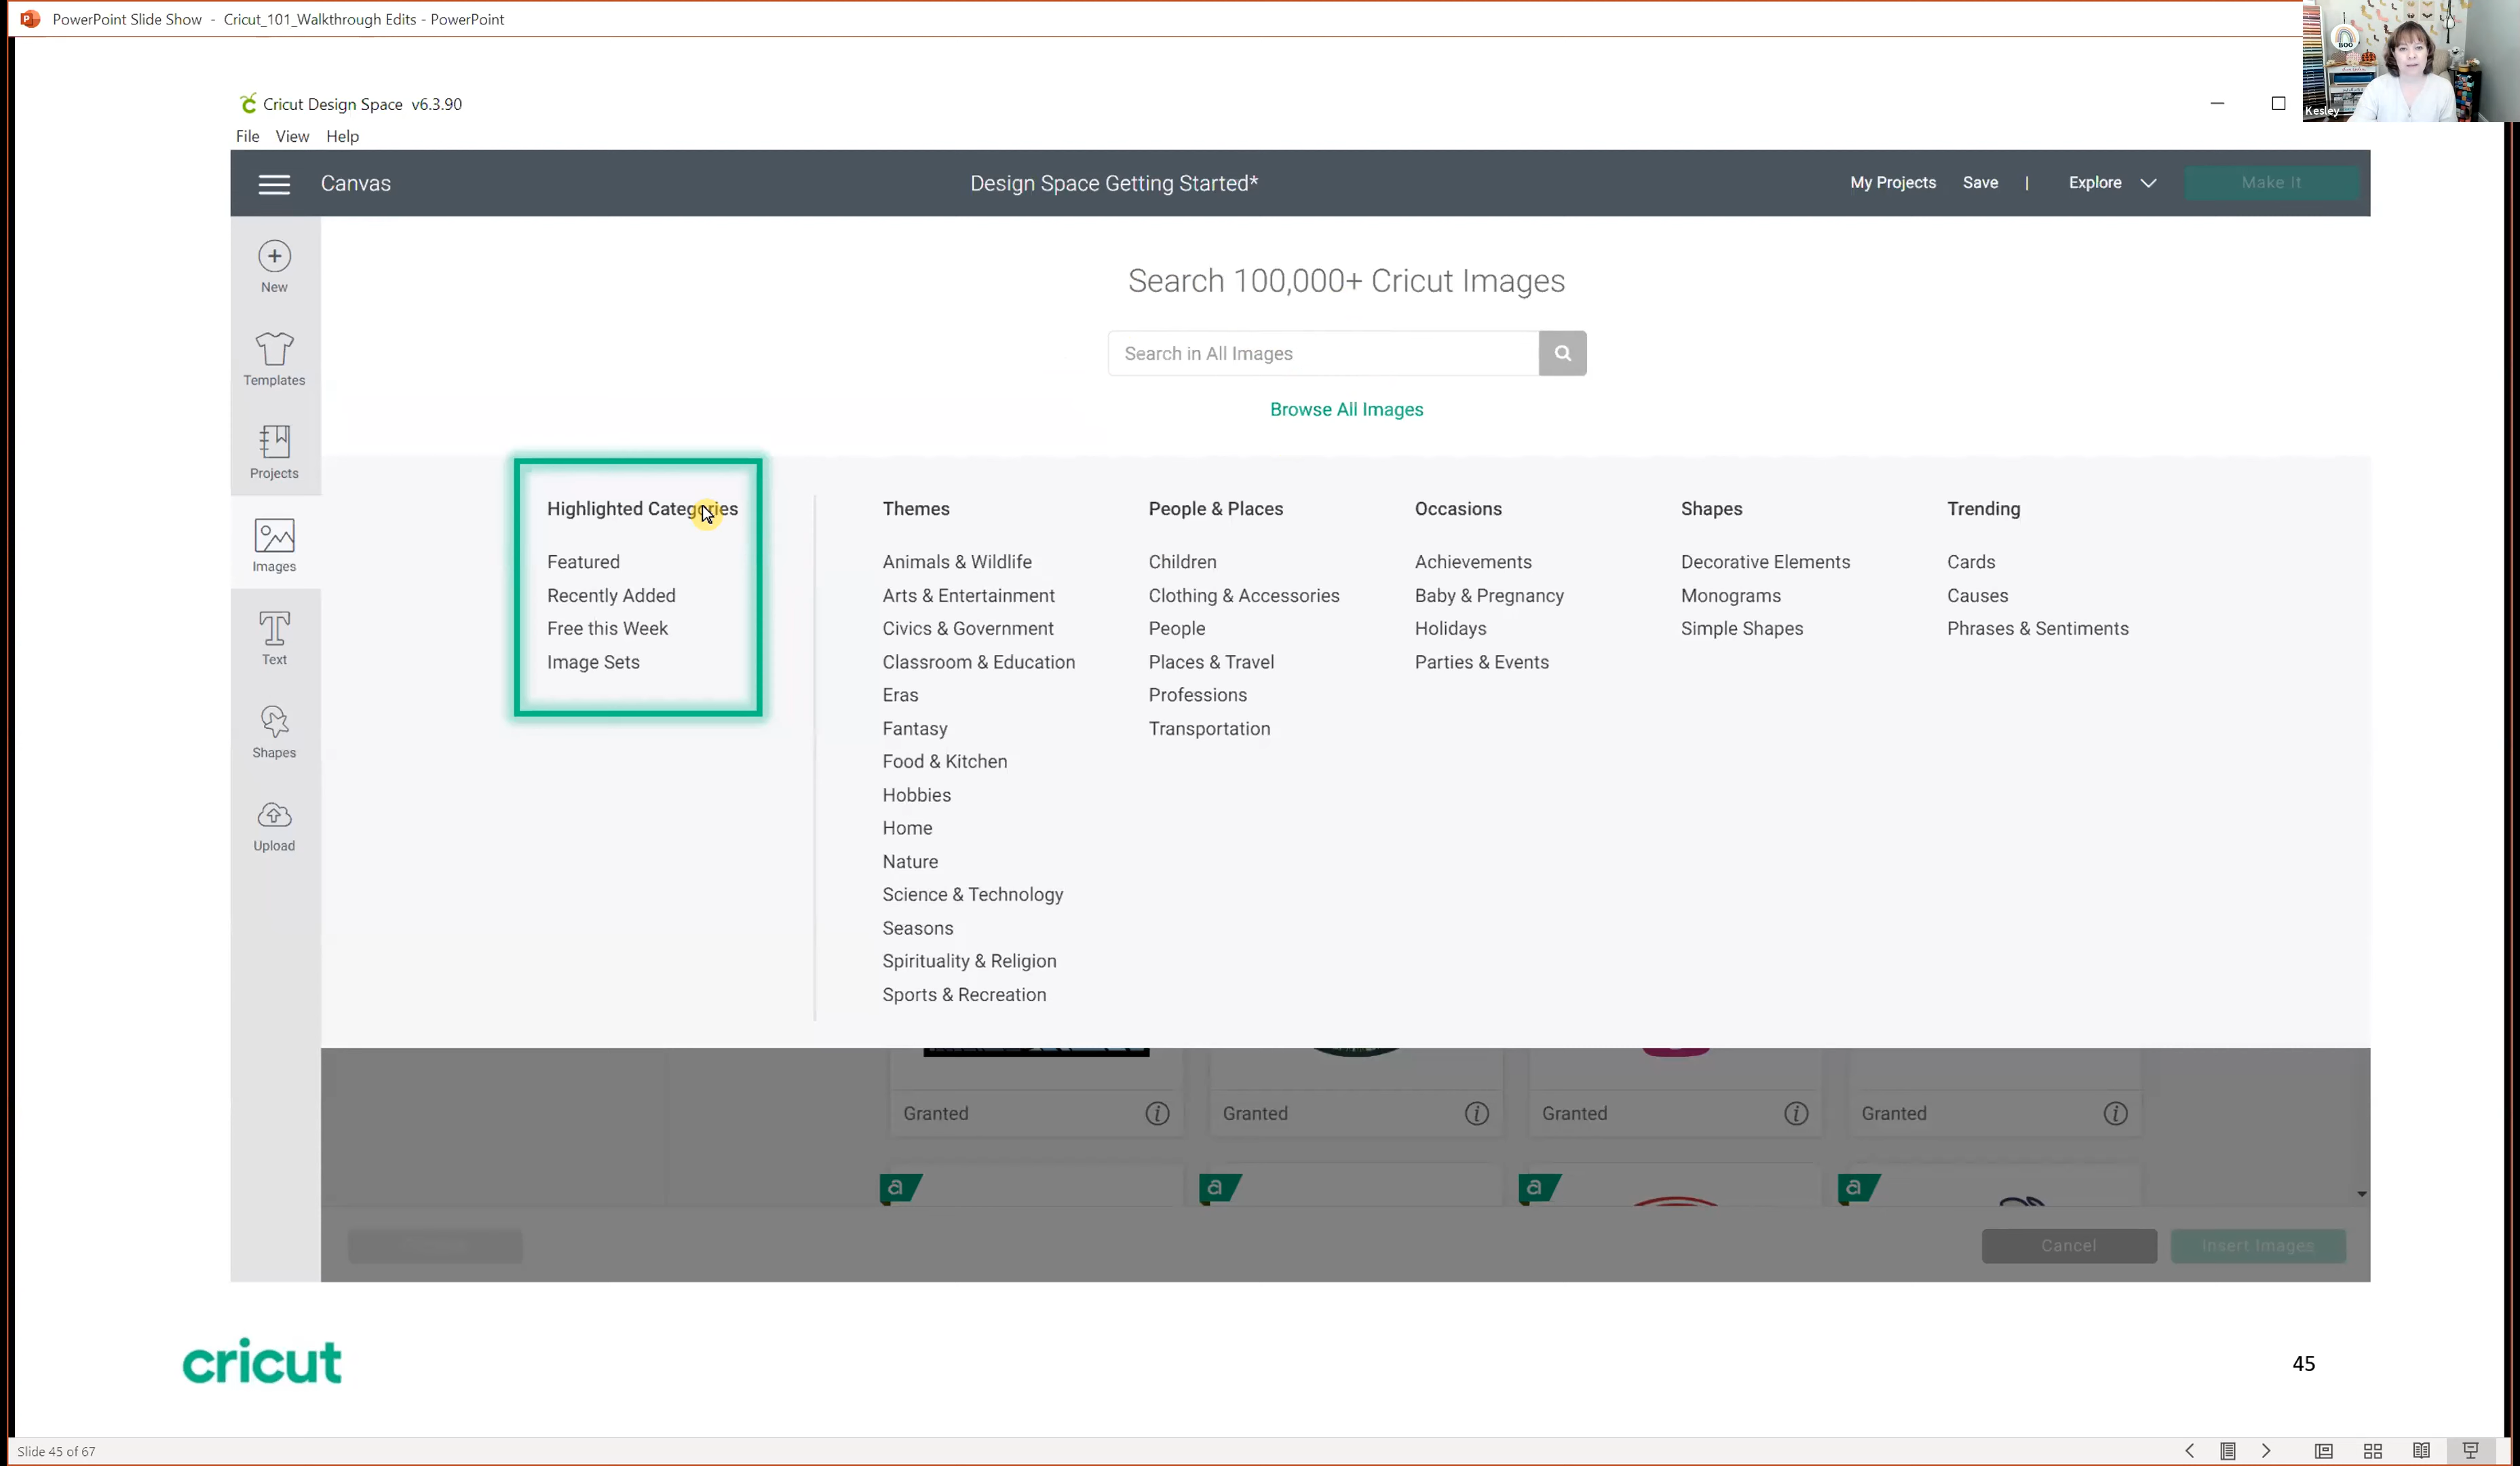 PowerPoint Slide Show - Cricut_101_Walkthrough Edits - PowerPoint
BOO
Kesley
Cricut Design Space v6.3.90
File View Help
Canvas
Design Space Getting Started*
My Projects Save | Explore
Make It
New
Templates
Projects
Images
Text
Shapes
Upload
Search 100,000+ Cricut Images
Search in All Images
Browse All Images
Highlighted Categories
Featured
Recently Added
Free this Week
Image Sets
Themes
Animals & Wildlife
Arts & Entertainment
Civics & Government
Classroom & Education
Eras
Fantasy
Food & Kitchen
Hobbies
Home
Nature
Science & Technology
Seasons
Spirituality & Religion
Sports & Recreation
People & Places
Children
Clothing & Accessories
People
Places & Travel
Professions
Transportation
Occasions
Achievements
Baby & Pregnancy
Holidays
Parties & Events
Shapes
Decorative Elements
Monograms
Simple Shapes
Trending
Cards
Causes
Phrases & Sentiments
Granted
Granted
Granted
Granted
a
a
a
a
Cancel
Insert Images
cricut
45
Slide 45 of 67